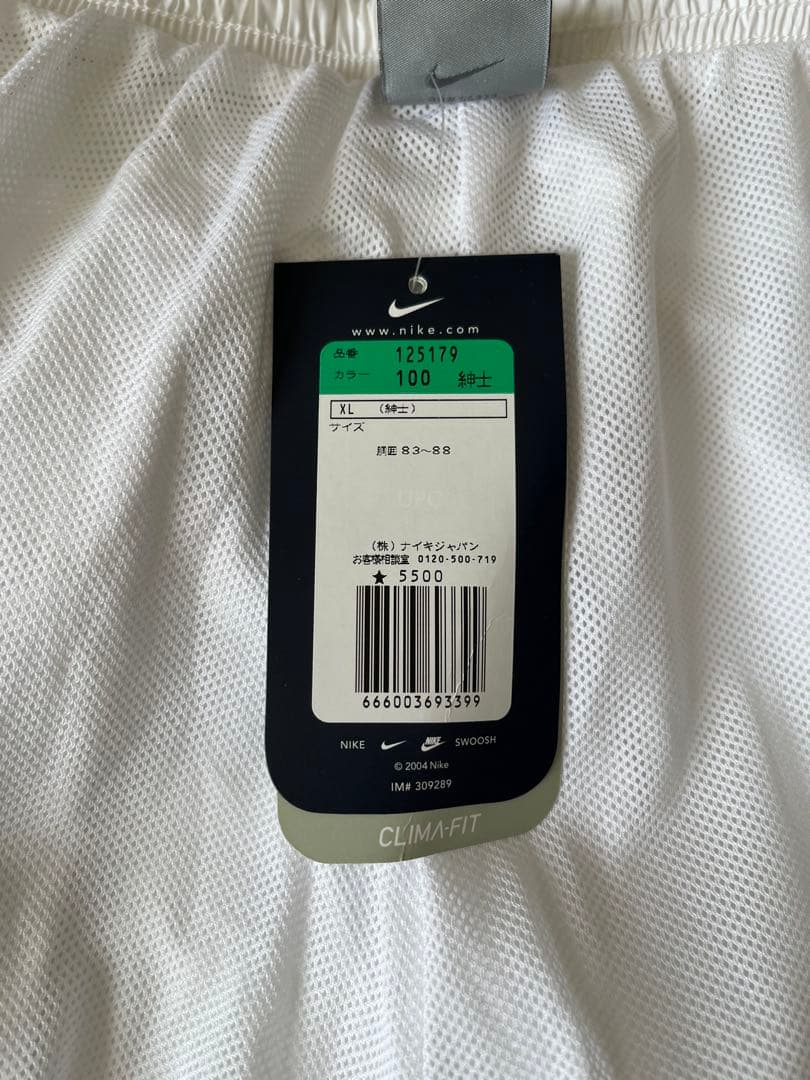 www.nike.com
品番 125179
カラー 100 紳士
XL (紳士)
サイズ
胴囲 83～88
(株) ナイキジャパン
お客様相談室 0120-500-719
★ 5500
666003693399
NIKE NIKE SWOOSH
© 2004 Nike
IM# 309289
CLIMA-FIT